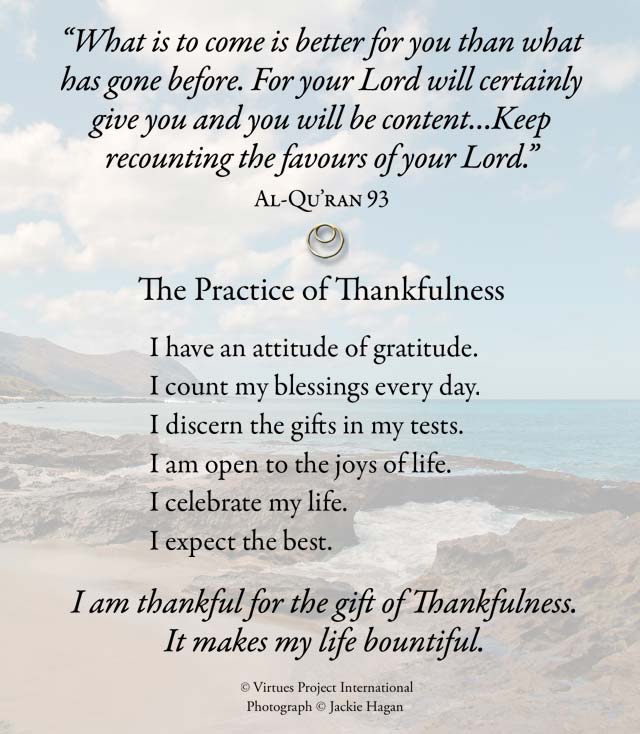 “What is to come is better for you than what
has gone before. For your Lord will certainly
give you and you will be content...Keep
recounting the favours of your Lord.”
Al-Qu’ran 93
The Practice of Thankfulness
I have an attitude of gratitude.
I count my blessings every day.
I discern the gifts in my tests.
I am open to the joys of life.
I celebrate my life.
I expect the best.
I am thankful for the gift of Thankfulness.
It makes my life bountiful.
© Virtues Project International
Photograph © Jackie Hagan